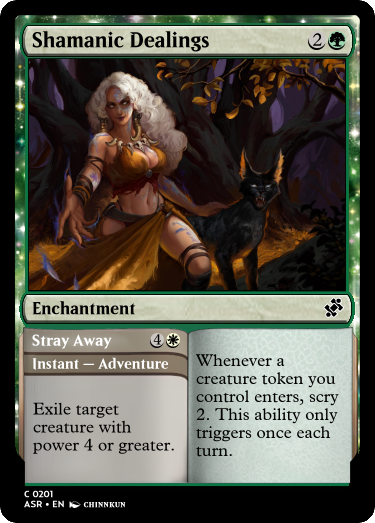 Shamanic Dealings 2
Enchantment
Stray Away 4
Instant — Adventure
Exile target
creature with
power 4 or greater.
Whenever a
creature token you
control enters, scry
2. This ability only
triggers once each
turn.
C 0201
ASR • EN CHINNKUN